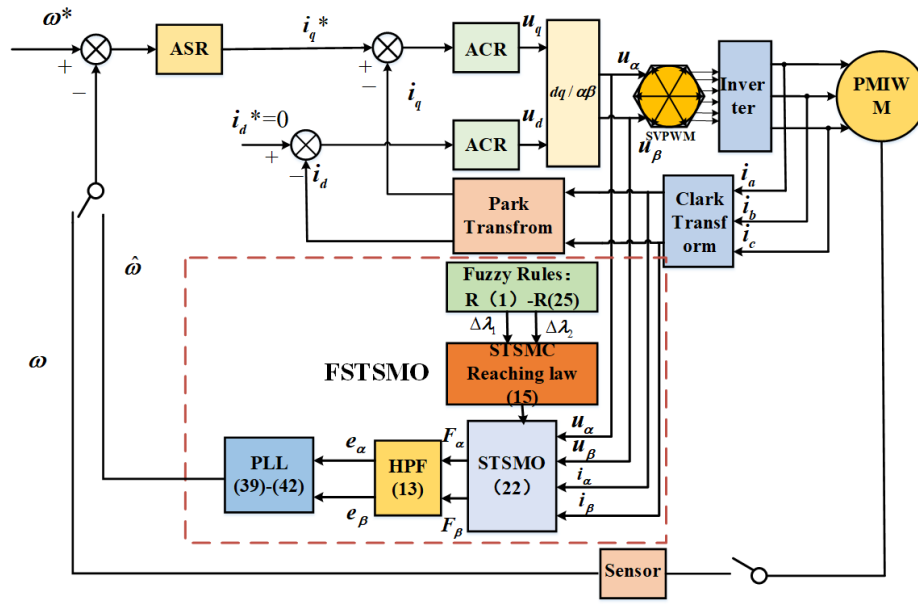 ω*
+
−
ASR
i_q*
+
−
i_q
ACR
u_q
i_d*=0
+
−
i_d
ACR
u_d
dq/αβ
u_α
u_β
SVPWM
Inver
ter
PMIW
M
i_a
i_b
i_c
Park
Transfrom
Clark
Transf
orm
ω̂
ω
Fuzzy Rules:
R（1）-R(25)
Δλ₁
Δλ₂
STSMC
Reaching law
(15)
FSTSMO
PLL
(39)-(42)
e_α
e_β
HPF
(13)
F_α
F_β
STSMO
（22）
u_α
u_β
i_α
i_β
Sensor